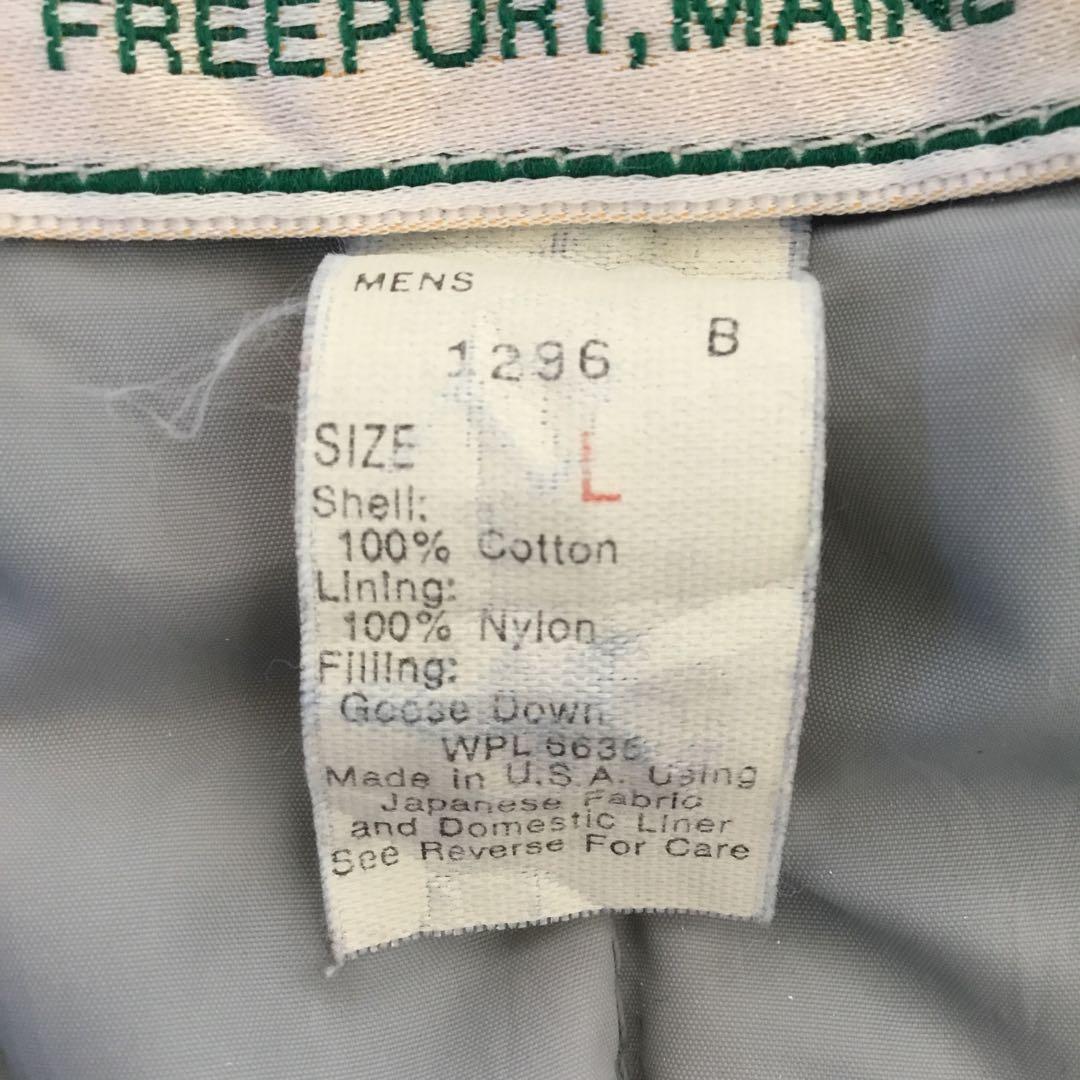 FREEPORT, MAINE
MENS
1296 B
SIZE L
Shell:
100% Cotton
Lining:
100% Nylon
Filling:
Goose Down
WPL 5636
Made in U.S.A. Using
Japanese Fabric
and Domestic Liner
See Reverse For Care